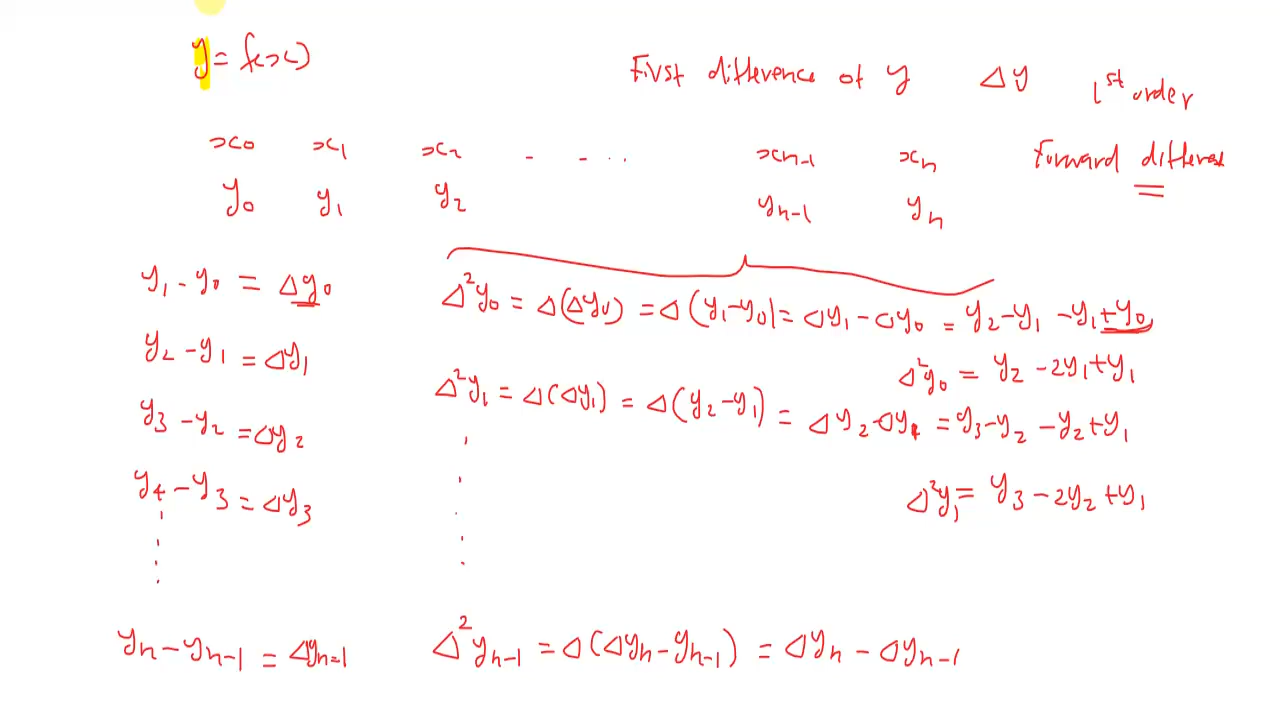 y = f(x)
First difference of y Δy 1st order
x₀ x₁ x₂ - - - ·· xₙ₋₁ xₙ Forward differe
y₀ y₁ y₂ yₙ₋₁ yₙ
y₁ - y₀ = Δy₀
Δ²y₀ = Δ(Δy₀) = Δ(y₁-y₀) = Δy₁ - Δy₀ = y₂-y₁ -y₁+y₀
y₂ - y₁ = Δy₁
Δ²y₀ = y₂ -2y₁+y₁
Δ²y₁ = Δ(Δy₁) = Δ(y₂-y₁) = Δy₂-Δy₁ = y₃-y₂ -y₂+y₁
y₃ - y₂ = Δy₂
y₄ - y₃ = Δy₃
Δ²y₁ = y₃ - 2y₂ + y₁
yₙ - yₙ₋₁ = Δyₙ₋₁
Δ²yₙ₋₁ = Δ(Δyₙ - yₙ₋₁) = Δyₙ - Δyₙ₋₁